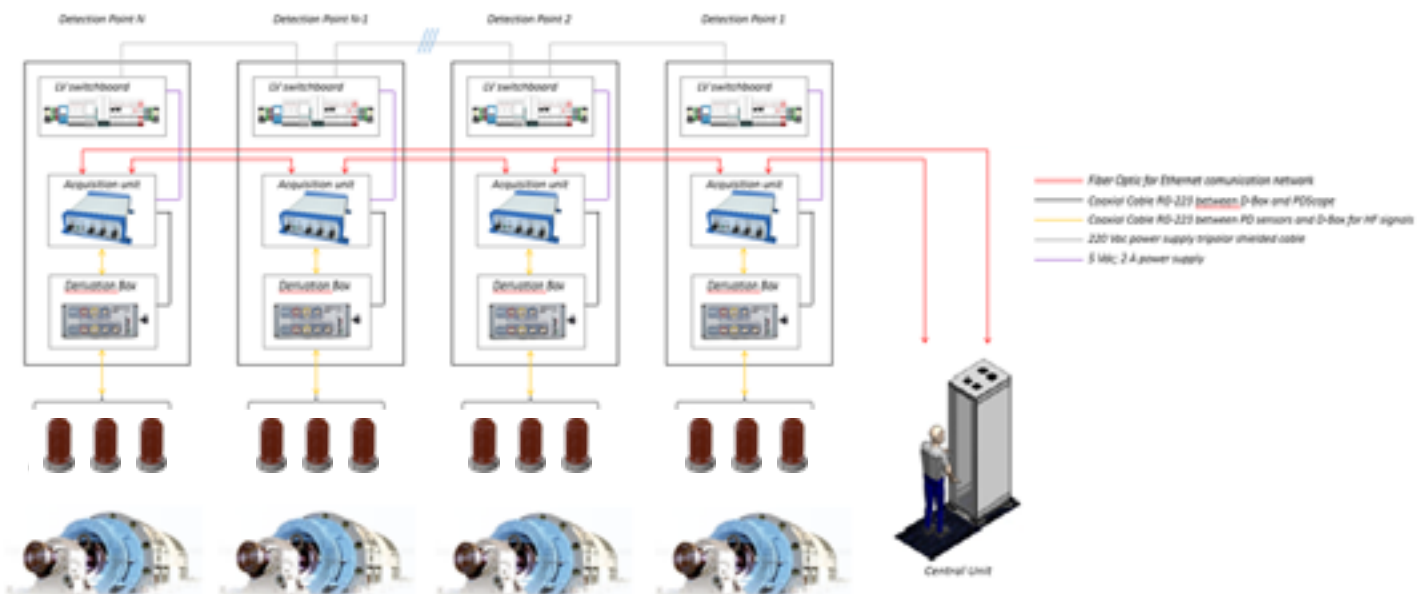 Detection Point N
Detection Point N-1
Detection Point 2
Detection Point 1
LV switchboard
LV switchboard
LV switchboard
LV switchboard
Acquisition unit
Acquisition unit
Acquisition unit
Acquisition unit
Derivation Box
Derivation Box
Derivation Box
Derivation Box
Fiber Optic for Ethernet comunication network
Coaxial Cable RG-223 between D-Box and PDScope
Coaxial Cable RG-223 between PD sensors and D-Box for HF signals
220 Vac power supply tripolar shielded cable
5 Vdc; 2 A power supply
Central Unit